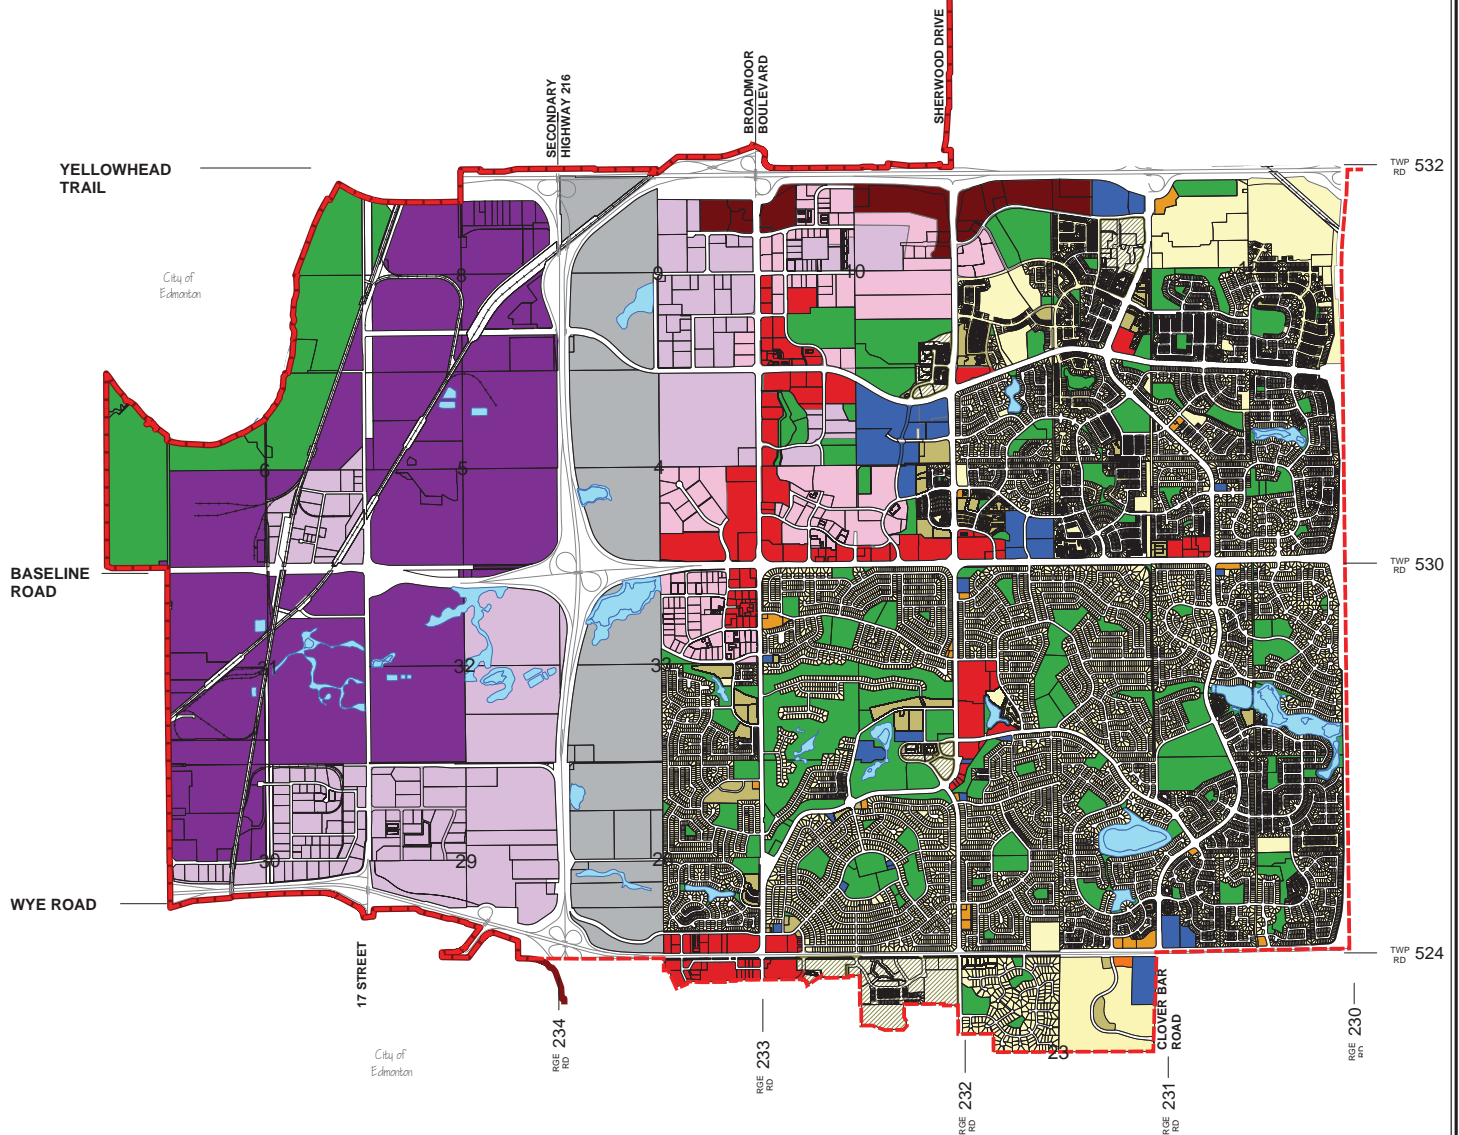 SHERWOOD DRIVE
BROADMOOR
BOULEVARD
SECONDARY
HIGHWAY 216
YELLOWHEAD
TRAIL
TWP
RD 532
City of
Edmonton
8
9
10
6
5
4
BASELINE
ROAD
TWP
RD 530
31
32
33
30
29
WYE ROAD
TWP
RD 524
17 STREET
CLOVER BAR
ROAD
23
City of
Edmonton
RGE
RD 234
RGE
RD 233
RGE
RD 232
RGE
RD 231
RGE
RD 230